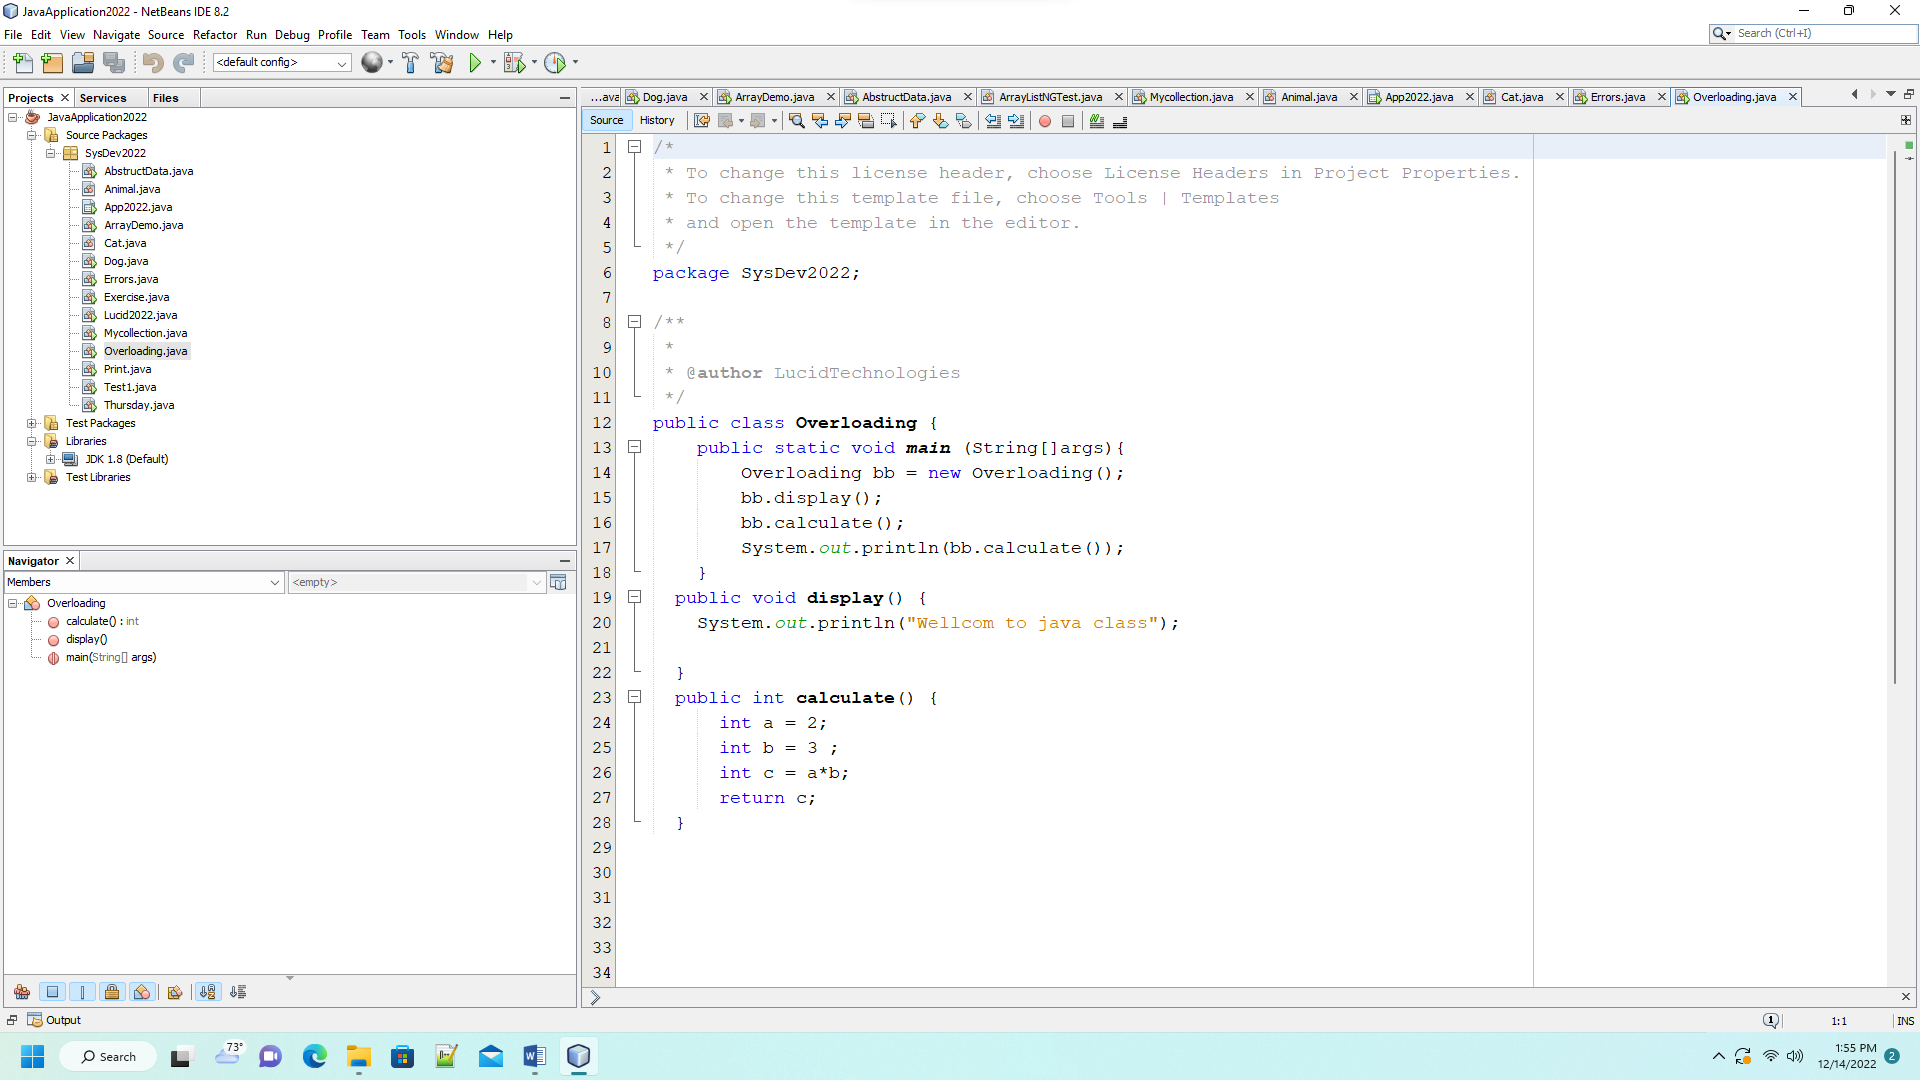 JavaApplication2022 - NetBeans IDE 8.2
File Edit View Navigate Source Refactor Run Debug Profile Team Tools Window Help
Search (Ctrl+I)
<default config>
Projects Services Files
JavaApplication2022
Source Packages
SysDev2022
AbstructData.java
Animal.java
App2022.java
ArrayDemo.java
Cat.java
Dog.java
Errors.java
Exercise.java
Lucid2022.java
Mycollection.java
Overloading.java
Print.java
Test1.java
Thursday.java
Test Packages
Libraries
JDK 1.8 (Default)
Test Libraries
Navigator
Members <empty>
Overloading
calculate() : int
display()
main(String[] args)
...ava Dog.java ArrayDemo.java AbstructData.java ArrayListNGTest.java Mycollection.java Animal.java App2022.java Cat.java Errors.java Overloading.java
Source History
1 /*
2 * To change this license header, choose License Headers in Project Properties.
3 * To change this template file, choose Tools | Templates
4 * and open the template in the editor.
5 */
6 package SysDev2022;
7
8 /**
9 *
10 * @author LucidTechnologies
11 */
12 public class Overloading {
13 public static void main (String[]args){
14 Overloading bb = new Overloading();
15 bb.display();
16 bb.calculate();
17 System.out.println(bb.calculate());
18 }
19 public void display() {
20 System.out.println("Wellcom to java class");
21
22 }
23 public int calculate() {
24 int a = 2;
25 int b = 3 ;
26 int c = a*b;
27 return c;
28 }
29
30
31
32
33
34
Output
1 1:1 INS
Search
73°
1:55 PM
12/14/2022
2